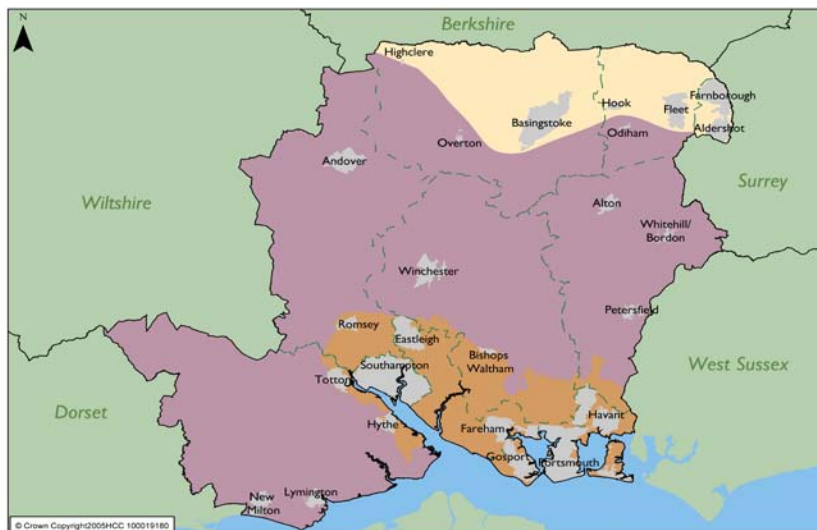 N
Berkshire
Highclere
Farnborough
Hook
Fleet
Basingstoke
Aldershot
Odiham
Overton
Andover
Surrey
Wiltshire
Alton
Whitehill/
Bordon
Winchester
Petersfield
Romsey
Eastleigh
Bishops
Waltham
Southampton
West Sussex
Totton
Dorset
Havant
Hythe
Fareham
Gosport
Portsmouth
New
Milton
Lymington
© Crown Copyright2005HCC 100019180